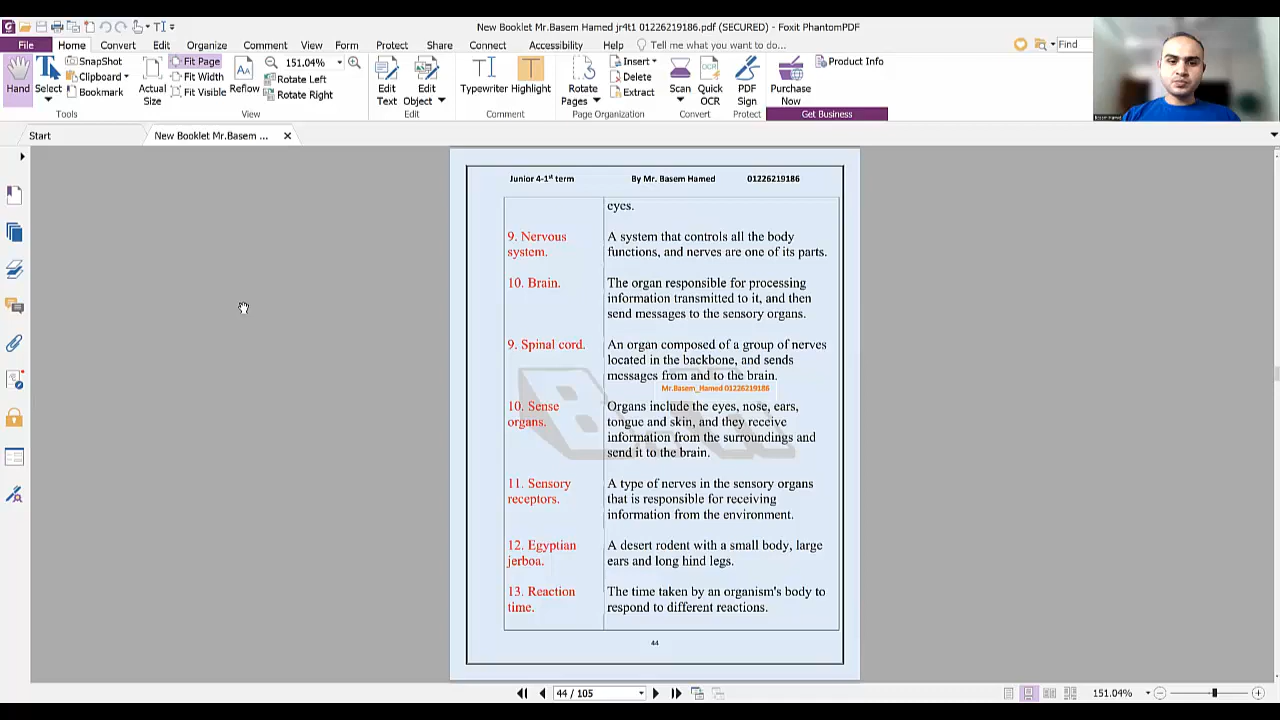 New Booklet Mr.Basem Hamed jr4t1 01226219186.pdf (SECURED) - Foxit PhantomPDF
File Home Convert Edit Organize Comment View Form Protect Share Connect Accessibility Help Tell me what you want to do... Find
Hand
Select
SnapShot
Clipboard
Bookmark
Tools
Actual Size
Fit Page
Fit Width
Fit Visible
Reflow
151.04%
Rotate Left
Rotate Right
View
Edit Text
Edit Object
Edit
Typewriter
Highlight
Comment
Rotate Pages
Insert
Delete
Extract
Page Organization
Scan
Quick OCR
Convert
PDF Sign
Protect
Purchase Now
Product Info
Get Business
Start
New Booklet Mr.Basem ...
Basem Hamed
Junior 4-1st term By Mr. Basem Hamed 01226219186
eyes.
9. Nervous system.
A system that controls all the body
functions, and nerves are one of its parts.
10. Brain.
The organ responsible for processing
information transmitted to it, and then
send messages to the sensory organs.
9. Spinal cord.
An organ composed of a group of nerves
located in the backbone, and sends
messages from and to the brain.
Mr.Basem_Hamed 01226219186
10. Sense
organs.
Organs include the eyes, nose, ears,
tongue and skin, and they receive
information from the surroundings and
send it to the brain.
11. Sensory
receptors.
A type of nerves in the sensory organs
that is responsible for receiving
information from the environment.
12. Egyptian
jerboa.
A desert rodent with a small body, large
ears and long hind legs.
13. Reaction
time.
The time taken by an organism's body to
respond to different reactions.
44
44 / 105
151.04%